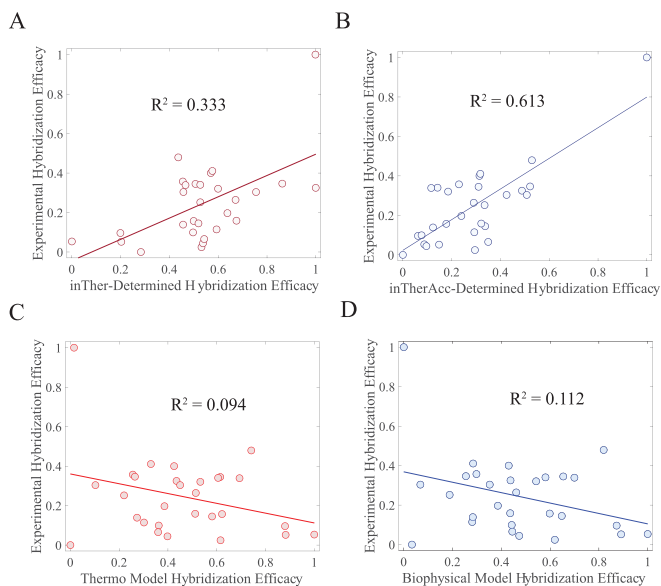 A
Experimental Hybridization Efficacy
1
0.8
0.6
0.4
0.2
0
R² = 0.333
0 0.2 0.4 0.6 0.8 1
inTher-Determined Hybridization Efficacy
B
Experimental Hybridization Efficacy
1
0.8
0.6
0.4
0.2
0
R² = 0.613
0 0.2 0.4 0.6 0.8 1
inTherAcc-Determined Hybridization Efficacy
C
Experimental Hybridization Efficacy
1
0.8
0.6
0.4
0.2
0
R² = 0.094
0 0.2 0.4 0.6 0.8 1
Thermo Model Hybridization Efficacy
D
Experimental Hybridization Efficacy
1
0.8
0.6
0.4
0.2
0
R² = 0.112
0 0.2 0.4 0.6 0.8 1
Biophysical Model Hybridization Efficacy